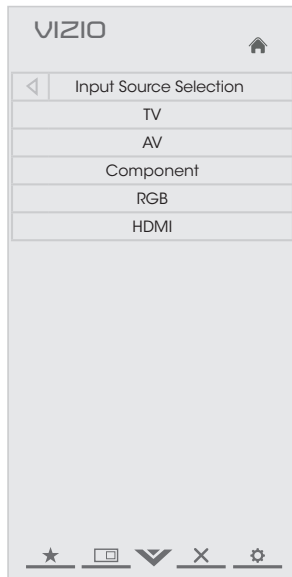 VIZIO
Input Source Selection
TV
AV
Component
RGB
HDMI